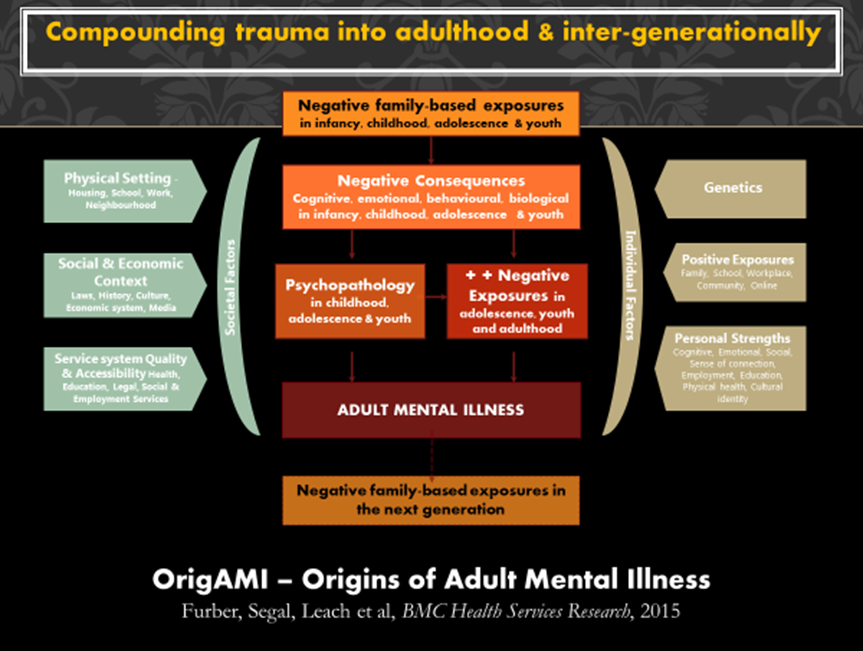 Compounding trauma into adulthood & inter-generationally
Negative family-based exposures
in infancy, childhood, adolescence & youth
Physical Setting -
Housing, School, Work,
Neighbourhood
Social & Economic
Context
Laws, History, Culture,
Economic system, Media
Service system Quality
& Accessibility Health,
Education, Legal, Social &
Employment Services
Societal Factors
Negative Consequences
Cognitive, emotional, behavioural, biological
in infancy, childhood, adolescence & youth
Psychopathology
in childhood,
adolescence & youth
+ + Negative
Exposures in
adolescence, youth
and adulthood
ADULT MENTAL ILLNESS
Negative family-based exposures in
the next generation
Individual Factors
Genetics
Positive Exposures
Family, School, Workplace,
Community, Online
Personal Strengths
Cognitive, Emotional, Social,
Sense of connection,
Employment, Education,
Physical health, Cultural
identity
OrigAMI – Origins of Adult Mental Illness
Furber, Segal, Leach et al, BMC Health Services Research, 2015